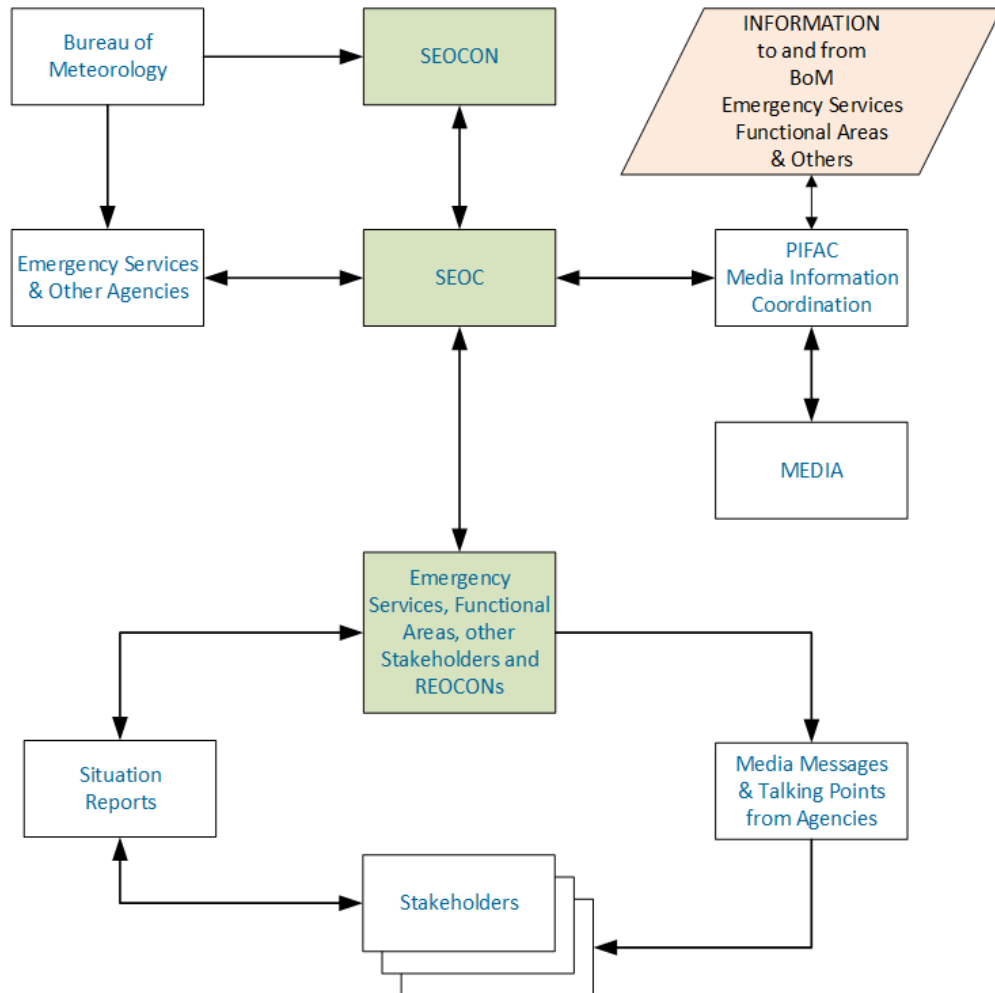 Bureau of
Meteorology
SEOCON
INFORMATION
to and from
BoM
Emergency Services
Functional Areas
& Others
Emergency Services
& Other Agencies
SEOC
PIFAC
Media Information
Coordination
MEDIA
Emergency
Services, Functional
Areas, other
Stakeholders and
REOCONs
Situation
Reports
Media Messages
& Talking Points
from Agencies
Stakeholders